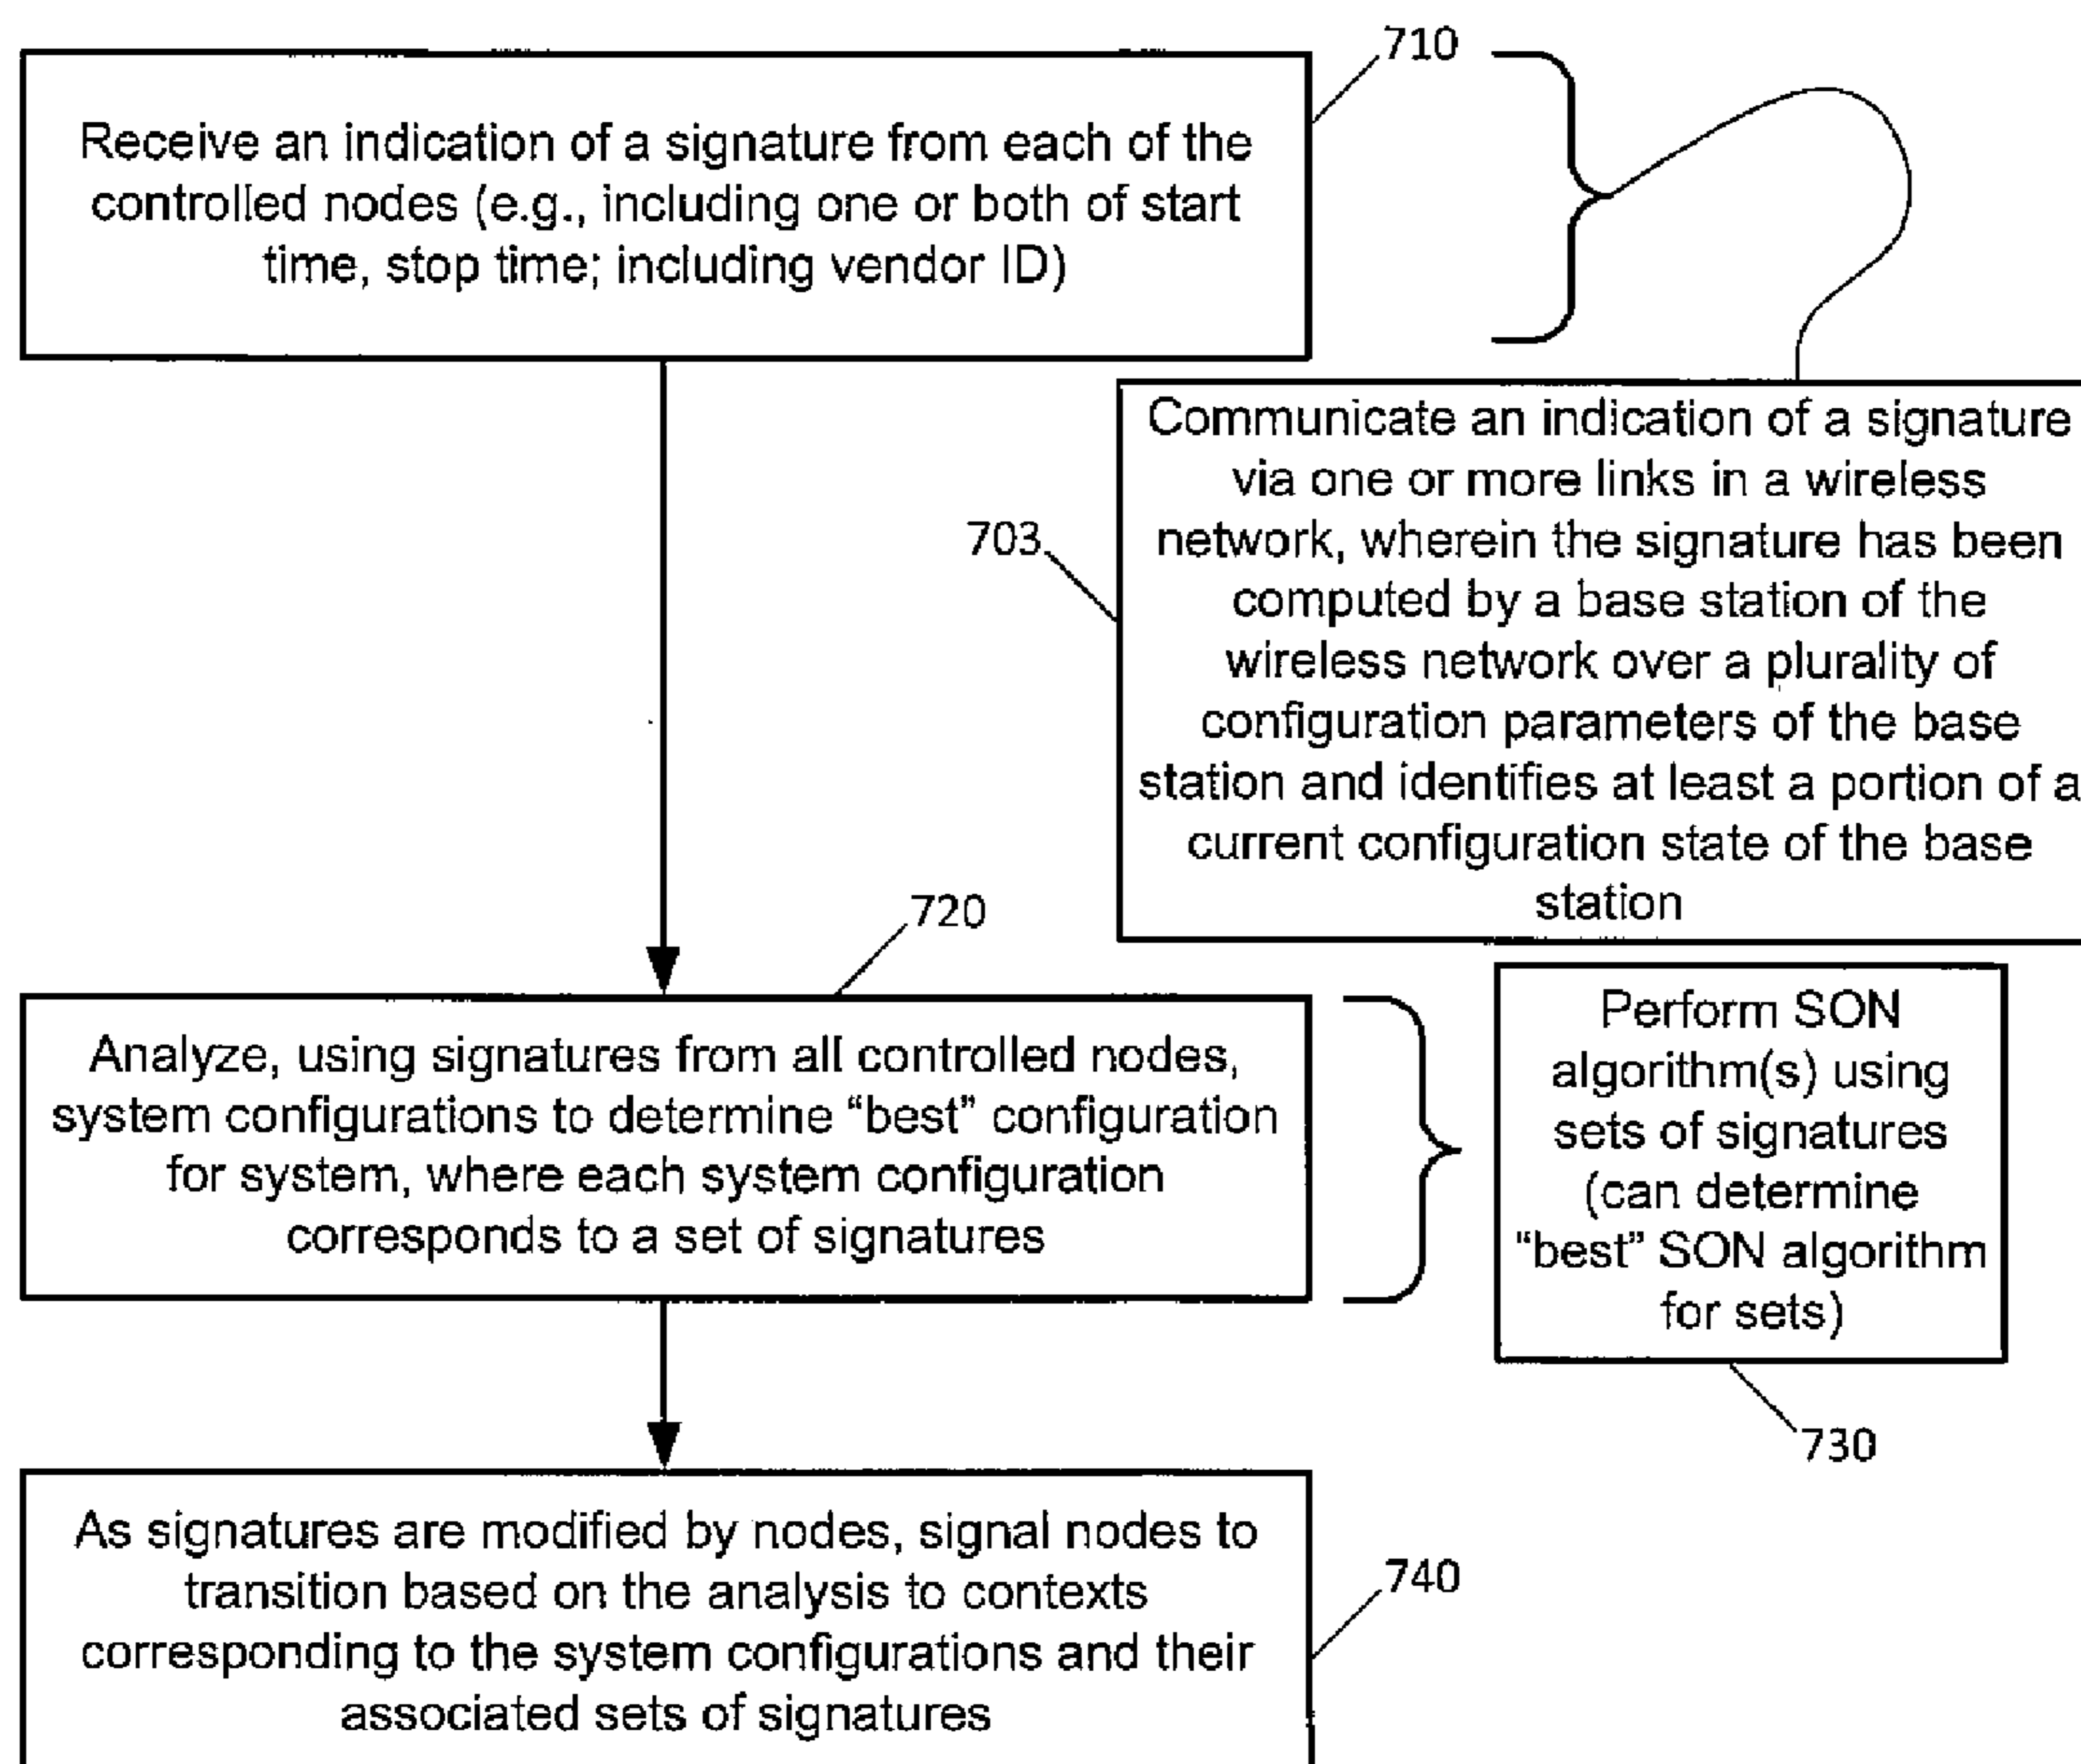 710
Receive an indication of a signature from each of the
controlled nodes (e.g., including one or both of start
time, stop time; including vendor ID)
703
Communicate an indication of a signature
via one or more links in a wireless
network, wherein the signature has been
computed by a base station of the
wireless network over a plurality of
configuration parameters of the base
station and identifies at least a portion of a
current configuration state of the base
station
720
Analyze, using signatures from all controlled nodes,
system configurations to determine “best” configuration
for system, where each system configuration
corresponds to a set of signatures
Perform SON
algorithm(s) using
sets of signatures
(can determine
“best” SON algorithm
for sets)
730
As signatures are modified by nodes, signal nodes to
transition based on the analysis to contexts
corresponding to the system configurations and their
associated sets of signatures
740